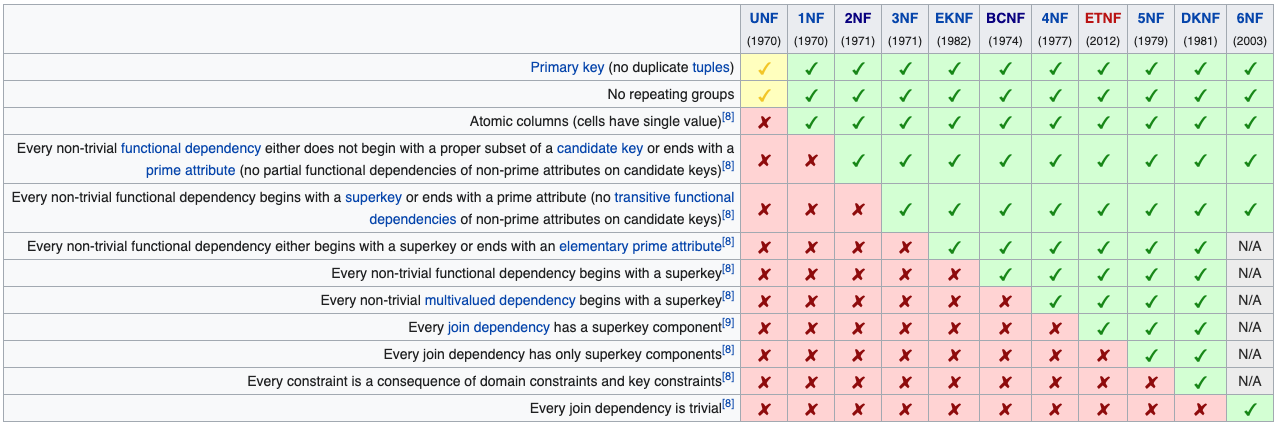 UNF 1NF 2NF 3NF EKNF BCNF 4NF ETNF 5NF DKNF 6NF
(1970) (1970) (1971) (1971) (1982) (1974) (1977) (2012) (1979) (1981) (2003)
Primary key (no duplicate tuples) ✓ ✓ ✓ ✓ ✓ ✓ ✓ ✓ ✓ ✓ ✓
No repeating groups ✓ ✓ ✓ ✓ ✓ ✓ ✓ ✓ ✓ ✓ ✓
Atomic columns (cells have single value)[8] ✗ ✓ ✓ ✓ ✓ ✓ ✓ ✓ ✓ ✓ ✓
Every non-trivial functional dependency either does not begin with a proper subset of a candidate key or ends with a
prime attribute (no partial functional dependencies of non-prime attributes on candidate keys)[8] ✗ ✗ ✓ ✓ ✓ ✓ ✓ ✓ ✓ ✓ ✓
Every non-trivial functional dependency begins with a superkey or ends with a prime attribute (no transitive functional
dependencies of non-prime attributes on candidate keys)[8] ✗ ✗ ✗ ✓ ✓ ✓ ✓ ✓ ✓ ✓ ✓
Every non-trivial functional dependency either begins with a superkey or ends with an elementary prime attribute[8] ✗ ✗ ✗ ✗ ✓ ✓ ✓ ✓ ✓ ✓ N/A
Every non-trivial functional dependency begins with a superkey[8] ✗ ✗ ✗ ✗ ✗ ✓ ✓ ✓ ✓ ✓ N/A
Every non-trivial multivalued dependency begins with a superkey[8] ✗ ✗ ✗ ✗ ✗ ✗ ✓ ✓ ✓ ✓ N/A
Every join dependency has a superkey component[9] ✗ ✗ ✗ ✗ ✗ ✗ ✗ ✓ ✓ ✓ N/A
Every join dependency has only superkey components[8] ✗ ✗ ✗ ✗ ✗ ✗ ✗ ✗ ✓ ✓ N/A
Every constraint is a consequence of domain constraints and key constraints[8] ✗ ✗ ✗ ✗ ✗ ✗ ✗ ✗ ✗ ✓ N/A
Every join dependency is trivial[8] ✗ ✗ ✗ ✗ ✗ ✗ ✗ ✗ ✗ ✗ ✓